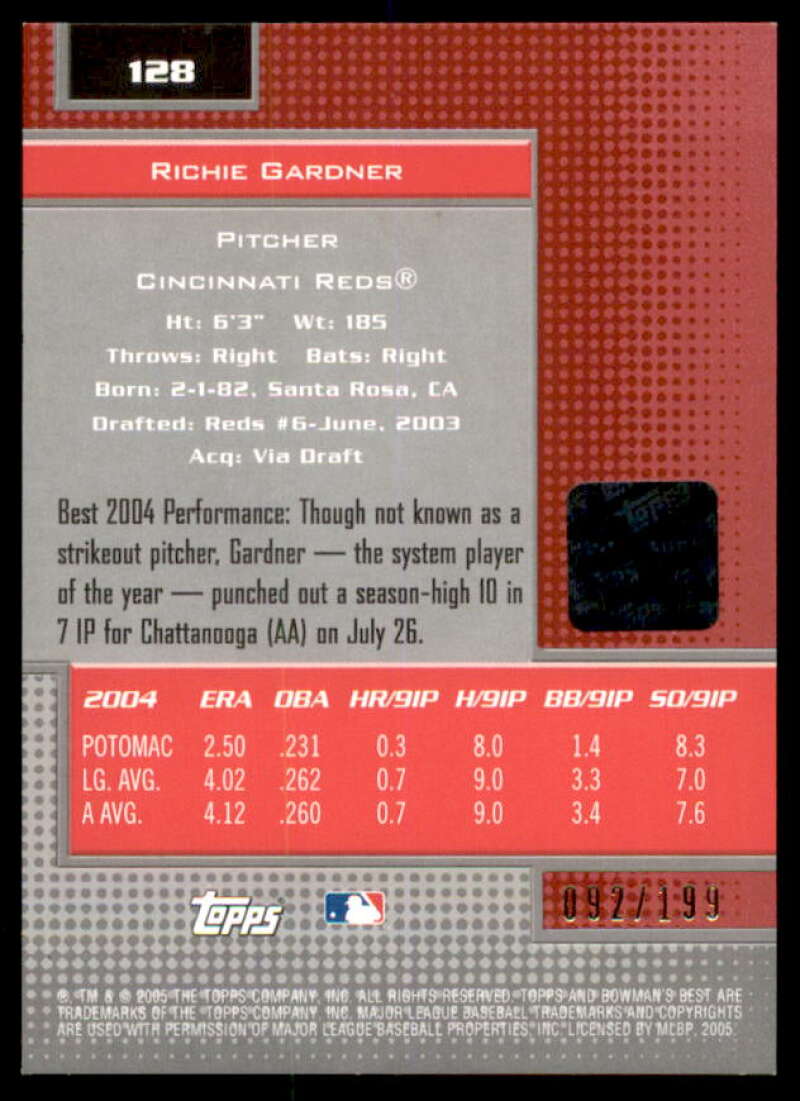 128
RICHIE GARDNER
PITCHER
CINCINNATI REDS®
Ht: 6'3" Wt: 185
Throws: Right Bats: Right
Born: 2-1-82, Santa Rosa, CA
Drafted: Reds #6-June, 2003
Acq: Via Draft
Best 2004 Performance: Though not known as a
strikeout pitcher, Gardner — the system player
of the year — punched out a season-high 10 in
7 IP for Chattanooga (AA) on July 26.
topps
2004 ERA OBA HR/9IP H/9IP BB/9IP SO/9IP
POTOMAC 2.50 .231 0.3 8.0 1.4 8.3
LG. AVG. 4.02 .262 0.7 9.0 3.3 7.0
A AVG. 4.12 .260 0.7 9.0 3.4 7.6
topps
092/199
®, TM & © 2005 THE TOPPS COMPANY, INC. ALL RIGHTS RESERVED. TOPPS AND BOWMAN'S BEST ARE
TRADEMARKS OF THE TOPPS COMPANY, INC. MAJOR LEAGUE BASEBALL TRADEMARKS AND COPYRIGHTS
ARE USED WITH PERMISSION OF MAJOR LEAGUE BASEBALL PROPERTIES, INC. LICENSED BY MLBP, 2005.